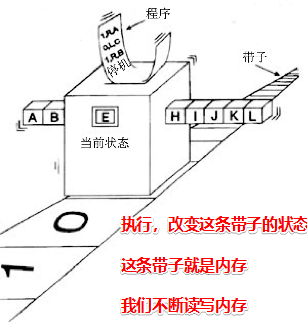 程序
1,R,A
0,L,C
1,R,B
停机
带子
A B E H I J K L
当前状态
0
1
执行，改变这条带子的状态
这条带子就是内存
我们不断读写内存